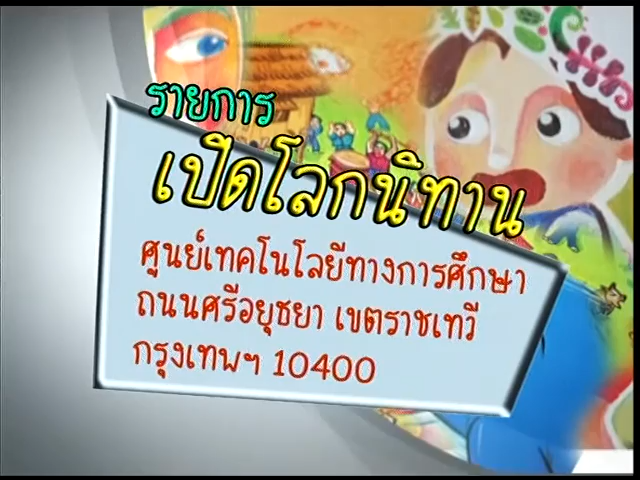 รายการ
เปิดโลกนิทาน
ศูนย์เทคโนโลยีทางการศึกษา
ถนนศรีอยุธยา เขตราชเทวี
กรุงเทพฯ 10400